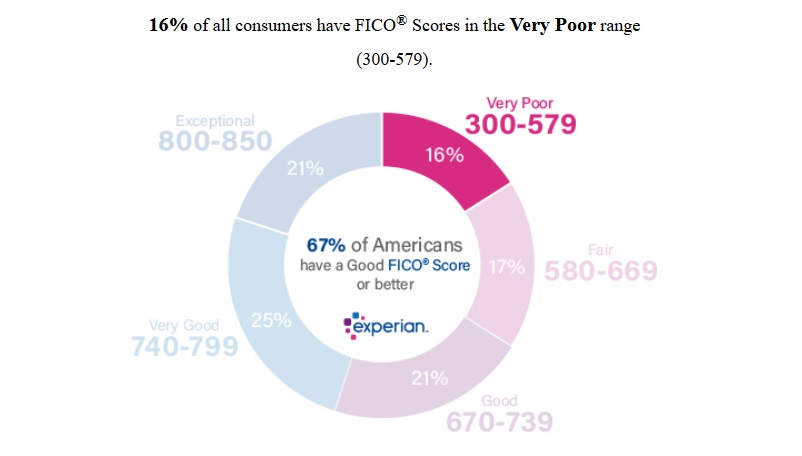 16% of all consumers have FICO® Scores in the Very Poor range
(300-579).
Very Poor
300-579
16%
Exceptional
800-850
21%
67% of Americans
have a Good FICO® Score
or better
experian.
Fair
580-669
17%
Very Good
740-799
25%
21%
Good
670-739